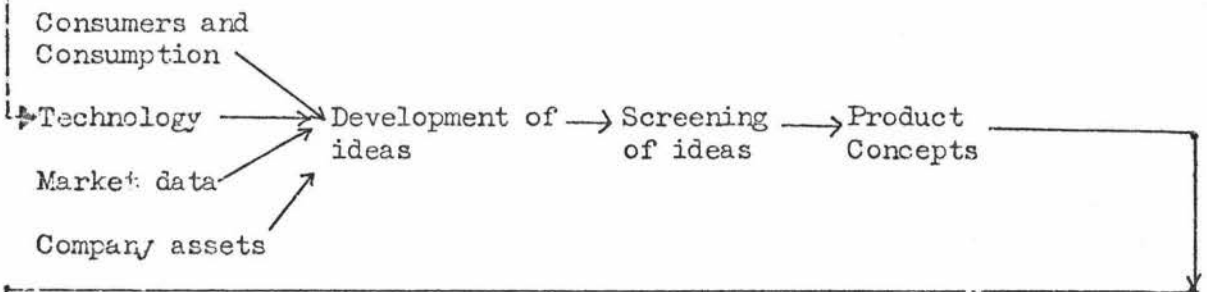 Consumers and
Consumption
Technology
Development of
ideas
Screening
of ideas
Product
Concepts
Market data
Company assets